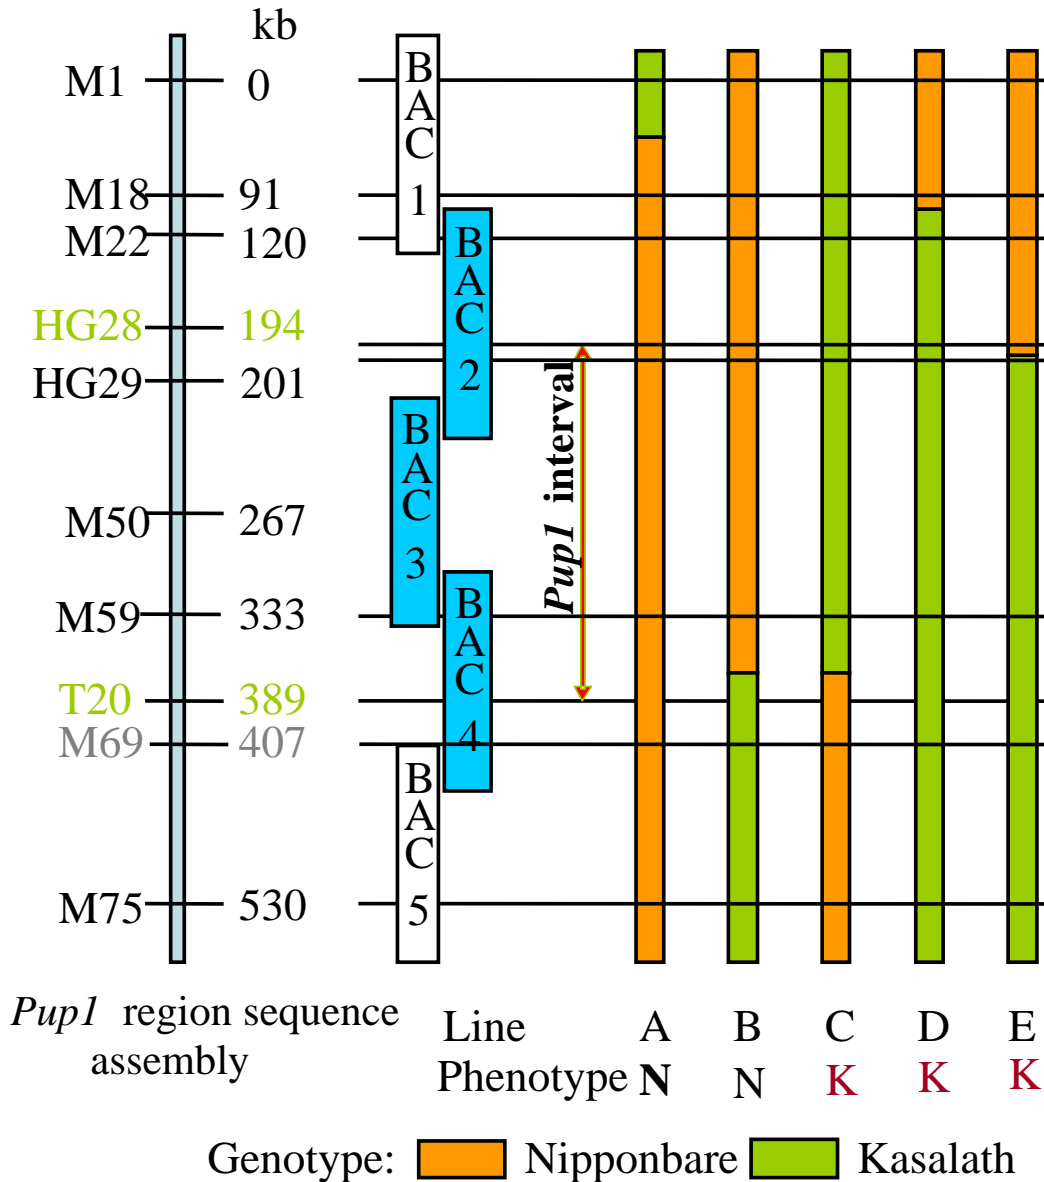 kb
M1 0
M18 91
M22 120
HG28 194
HG29 201
M50 267
M59 333
T20 389
M69 407
M75 530
BAC 1
BAC 2
BAC 3
BAC 4
BAC 5
Pup1 interval
Pup1 region sequence
assembly
Line A B C D E
Phenotype N N K K K
Genotype: Nipponbare Kasalath